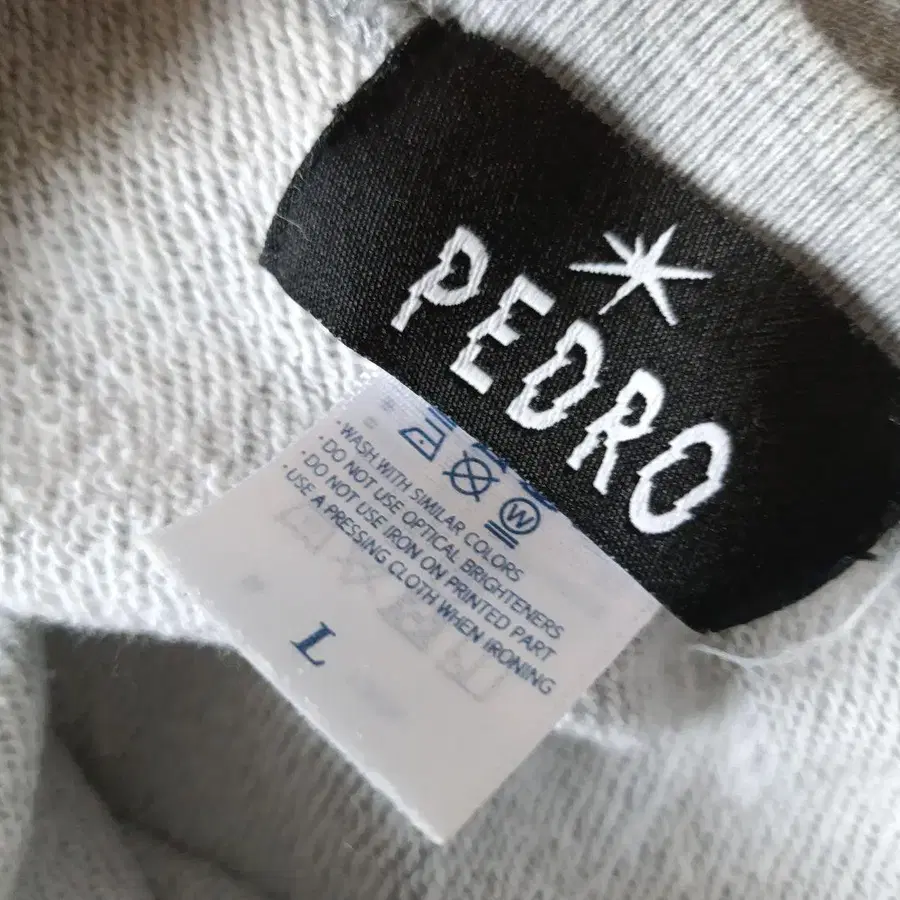 PEDRO
W
· WASH WITH SIMILAR COLORS
· DO NOT USE OPTICAL BRIGHTENERS
· DO NOT USE IRON ON PRINTED PART
· USE A PRESSING CLOTH WHEN IRONING
L